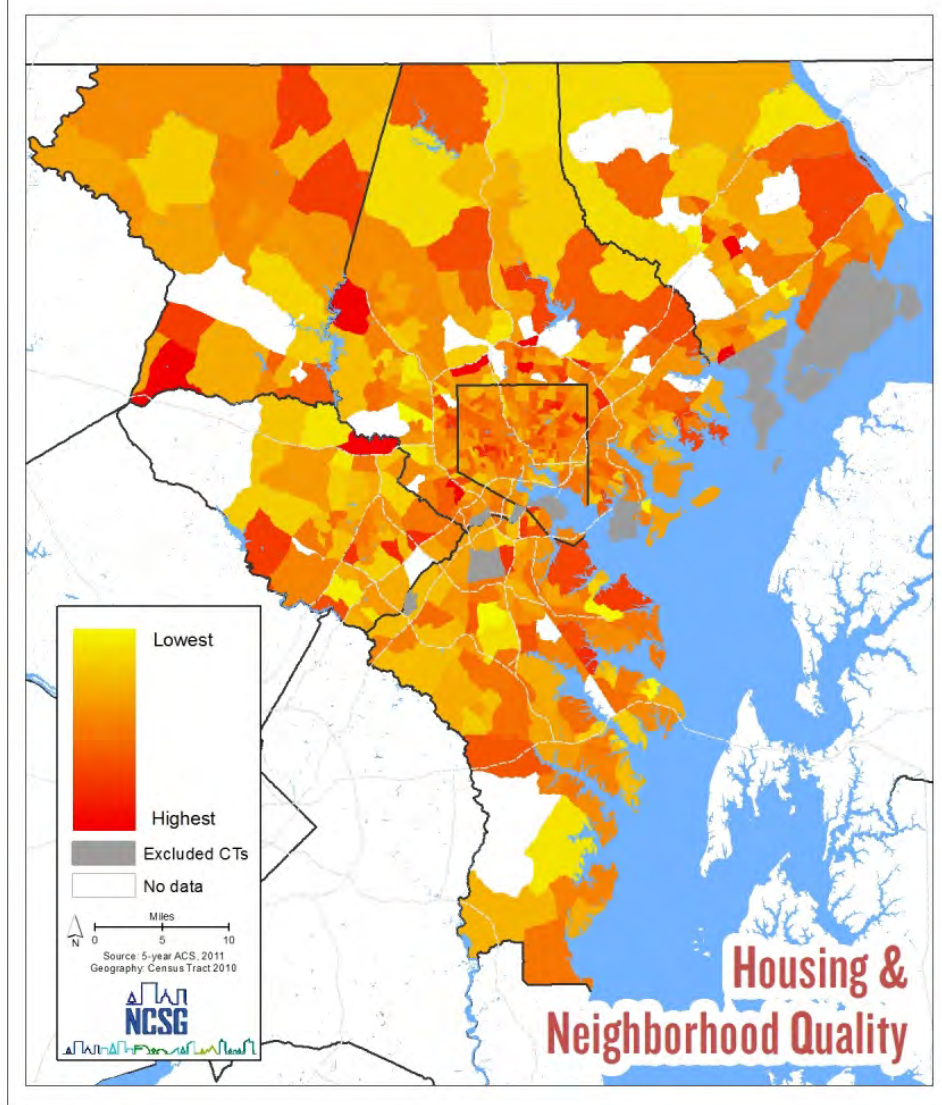 Lowest
Highest
Excluded CTs
No data
Miles
N
0 5 10
Source: 5-year ACS, 2011
Geography: Census Tract 2010
NCSG
Housing &
Neighborhood Quality